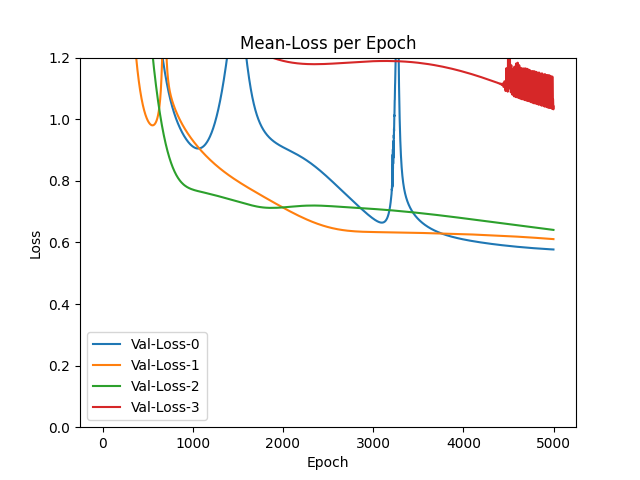 Mean-Loss per Epoch
1.2
1.0
0.8
0.6
0.4
0.2
0.0
Loss
Val-Loss-0
Val-Loss-1
Val-Loss-2
Val-Loss-3
0 1000 2000 3000 4000 5000
Epoch